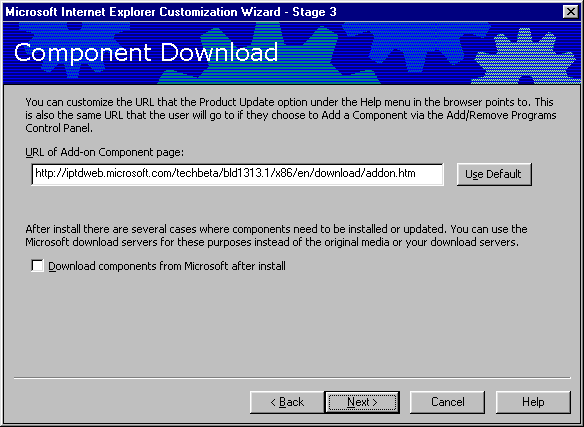 Microsoft Internet Explorer Customization Wizard - Stage 3
Component Download
You can customize the URL that the Product Update option under the Help menu in the browser points to. This
is also the same URL that the user will go to if they choose to Add a Component via the Add/Remove Programs
Control Panel.
URL of Add-on Component page:
http://iptdweb.microsoft.com/techbeta/bld1313.1/x86/en/download/addon.htm
Use Default
After install there are several cases where components need to be installed or updated. You can use the
Microsoft download servers for these purposes instead of the original media or your download servers.
Download components from Microsoft after install
< Back
Next >
Cancel
Help